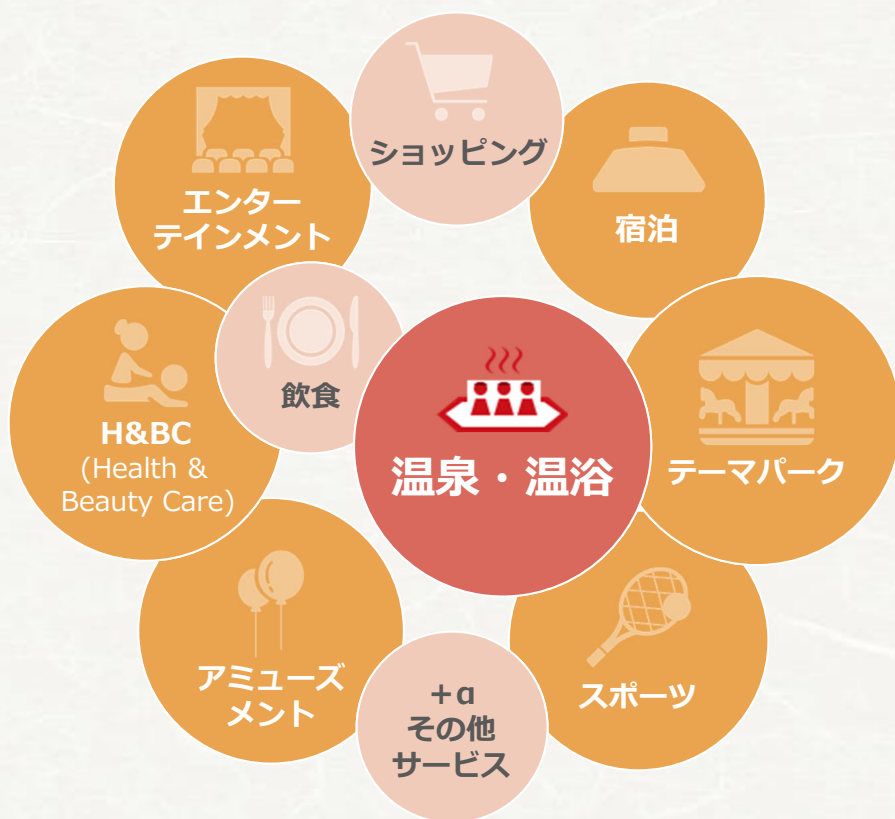 ショッピング
エンター
テインメント
宿泊
飲食
H&BC
(Health &
Beauty Care)
温泉・温浴
テーマパーク
アミューズ
メント
+α
その他
サービス
スポーツ